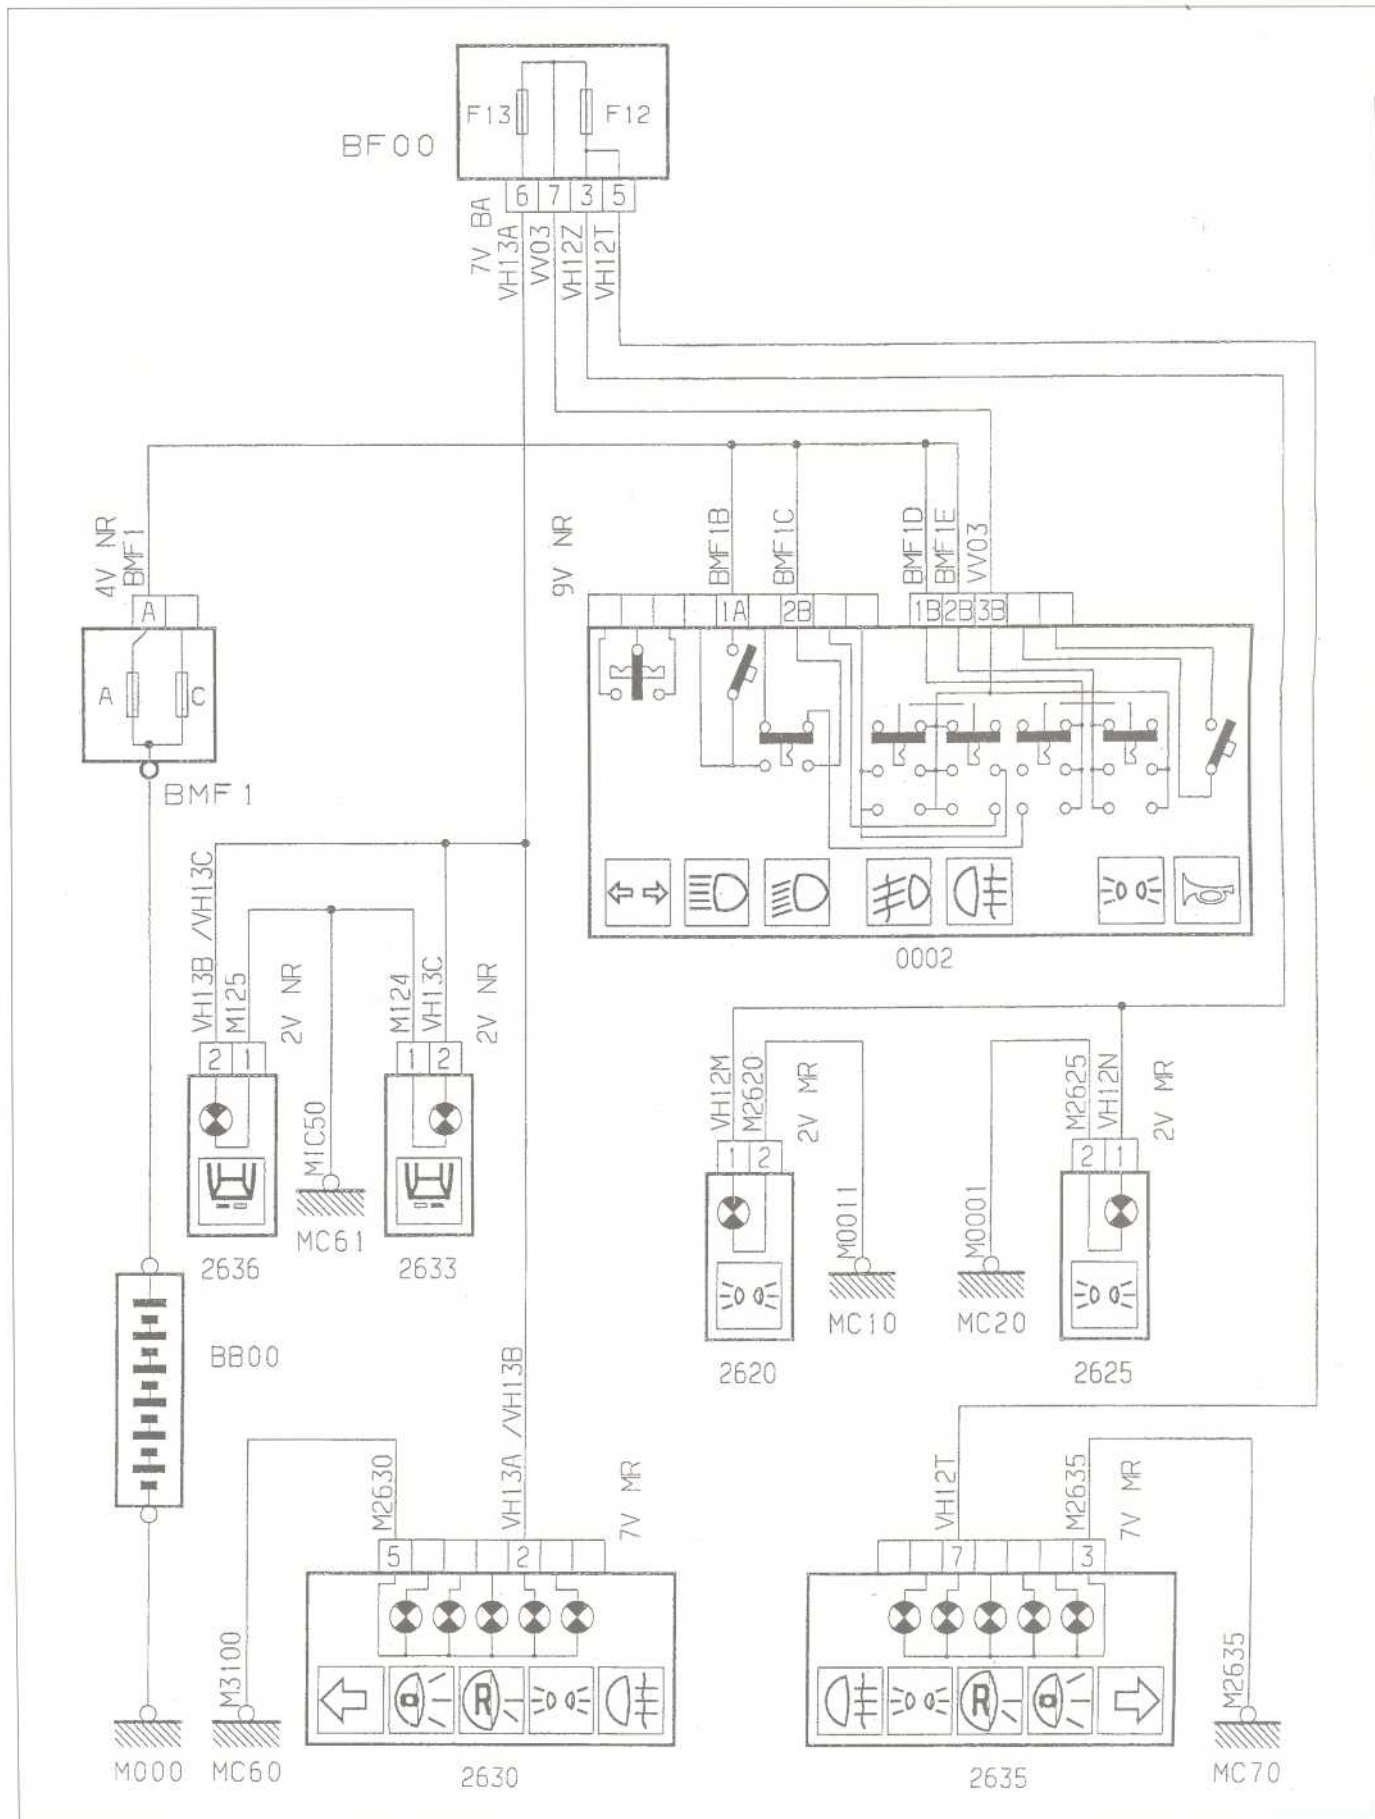 F13
F12
BF00
6 7 3 5
7V BA
VH13A
VV03
VH12Z
VH12T
4V NR
BMF1
9V NR
BMF1B
BMF1C
BMF1D
BMF1E
VV03
A
1A
2B
1B 2B 3B
A
C
BMF1
0002
VH13B /VH13C
M125
2V NR
M124
VH13C
2V NR
2 1
1 2
M1C50
MC61
2636
2633
VH12M
M2620
2V MR
M2625
VH12N
2V MR
1 2
2 1
M0011
M0001
MC10
MC20
2620
2625
BB00
M2630
VH13A /VH13B
7V MR
VH12T
M2635
7V MR
5
2
7
3
M3100
M2635
R
R
M000
MC60
2630
2635
MC70